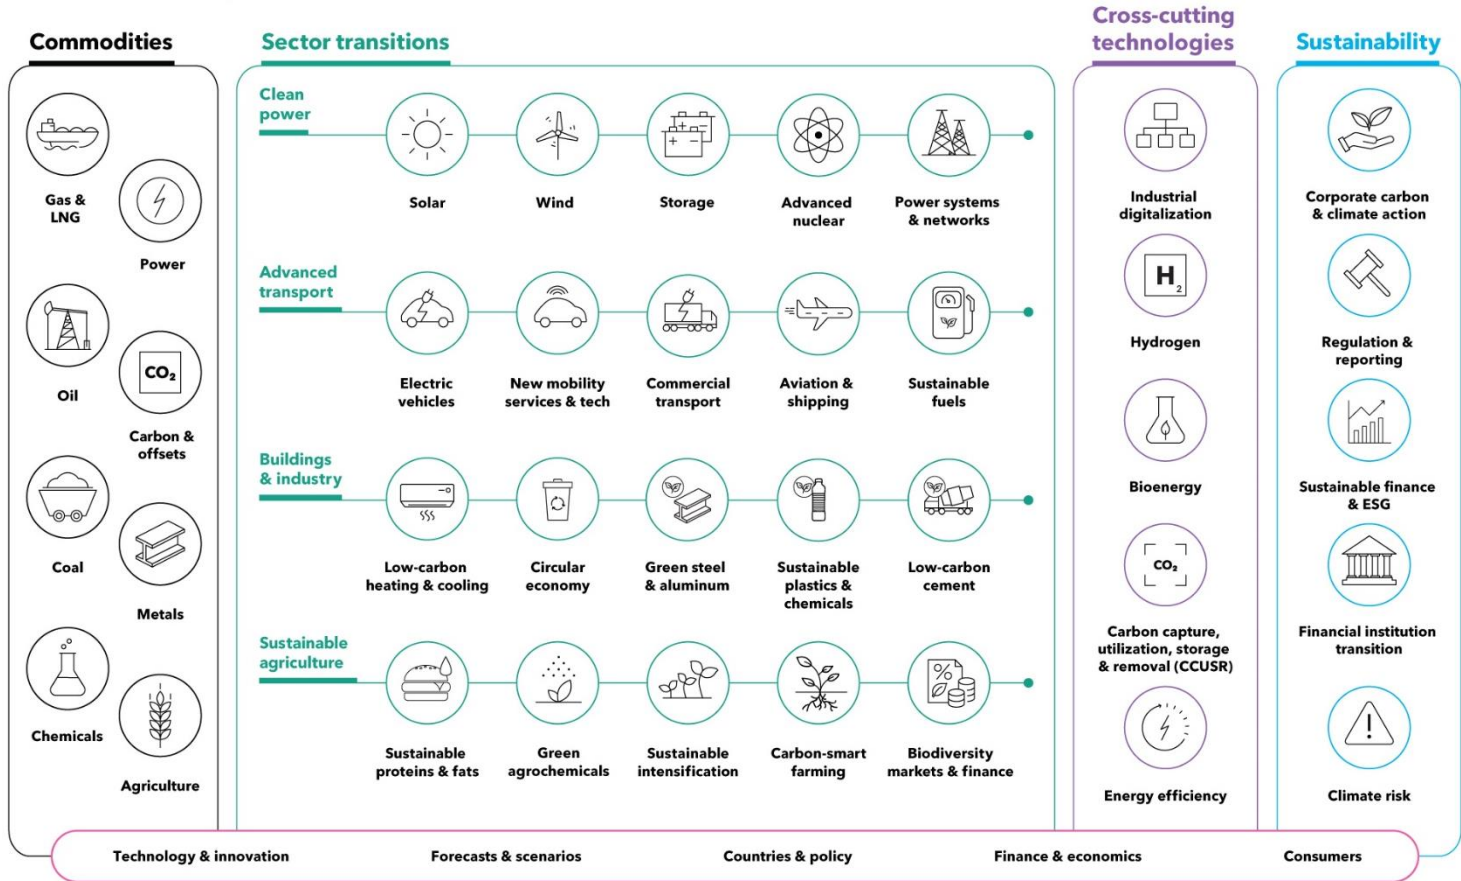 Commodities
Gas &
LNG
Power
Oil
CO₂
Carbon &
offsets
Coal
Metals
Chemicals
Agriculture
Sector transitions
Clean
power
Solar
Wind
Storage
Advanced
nuclear
Power systems
& networks
Advanced
transport
Electric
vehicles
New mobility
services & tech
Commercial
transport
Aviation &
shipping
Sustainable
fuels
Buildings
& industry
Low-carbon
heating & cooling
Circular
economy
Green steel
& aluminum
Sustainable
plastics &
chemicals
Low-carbon
cement
Sustainable
agriculture
%
Sustainable
proteins & fats
Green
agrochemicals
Sustainable
intensification
Carbon-smart
farming
Biodiversity
markets & finance
Cross-cutting
technologies
Industrial
digitalization
H₂
Hydrogen
Bioenergy
CO₂
Carbon capture,
utilization, storage
& removal (CCUSR)
Energy efficiency
Sustainability
Corporate carbon
& climate action
Regulation &
reporting
Sustainable finance
& ESG
Financial institution
transition
Climate risk
Technology & innovation
Forecasts & scenarios
Countries & policy
Finance & economics
Consumers